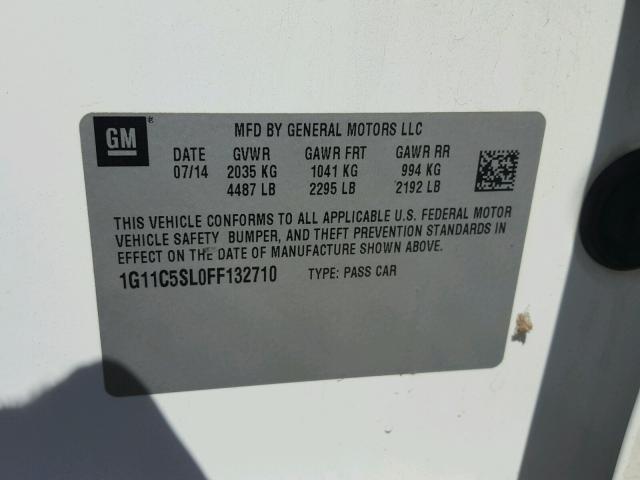 GM
®
MFD BY GENERAL MOTORS LLC
DATE GVWR GAWR FRT GAWR RR
07/14 2035 KG 1041 KG 994 KG
4487 LB 2295 LB 2192 LB
THIS VEHICLE CONFORMS TO ALL APPLICABLE U.S. FEDERAL MOTOR
VEHICLE SAFETY BUMPER, AND THEFT PREVENTION STANDARDS IN
EFFECT ON THE DATE OF MANUFACTURE SHOWN ABOVE.
1G11C5SL0FF132710 TYPE: PASS CAR